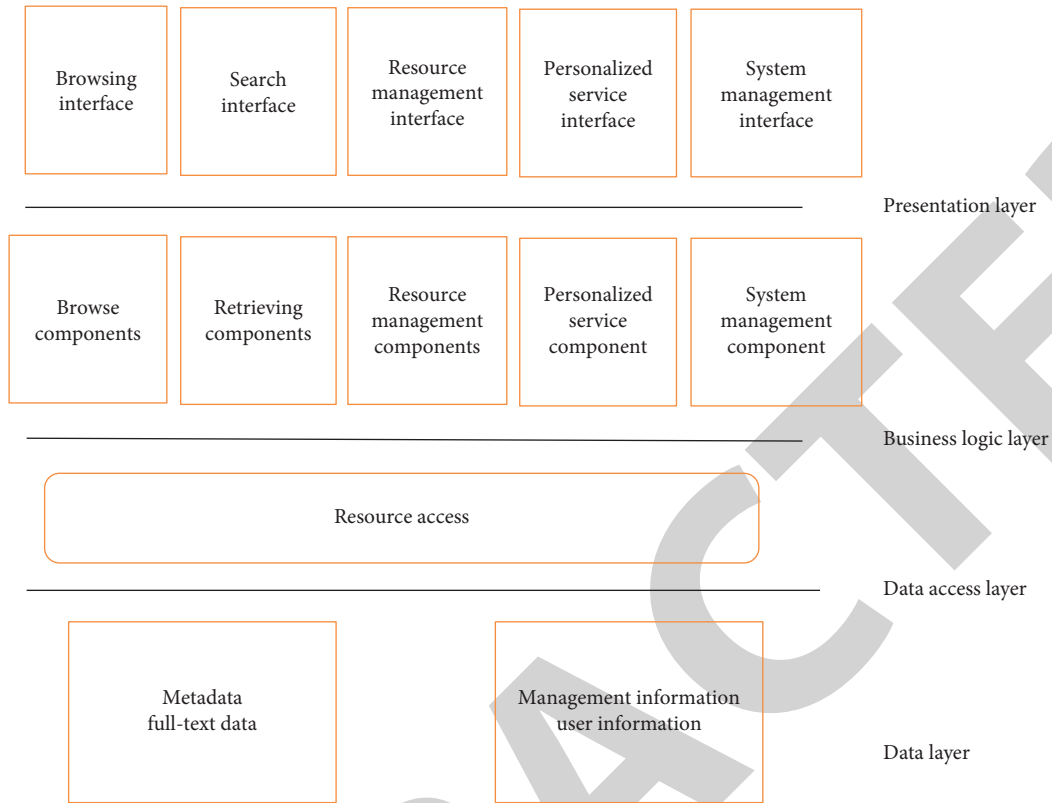 Browsing
interface
Search
interface
Resource
management
interface
Personalized
service
interface
System
management
interface
Presentation layer
Browse
components
Retrieving
components
Resource
management
components
Personalized
service
component
System
management
component
Business logic layer
Resource access
Data access layer
Metadata
full-text data
Management information
user information
Data layer